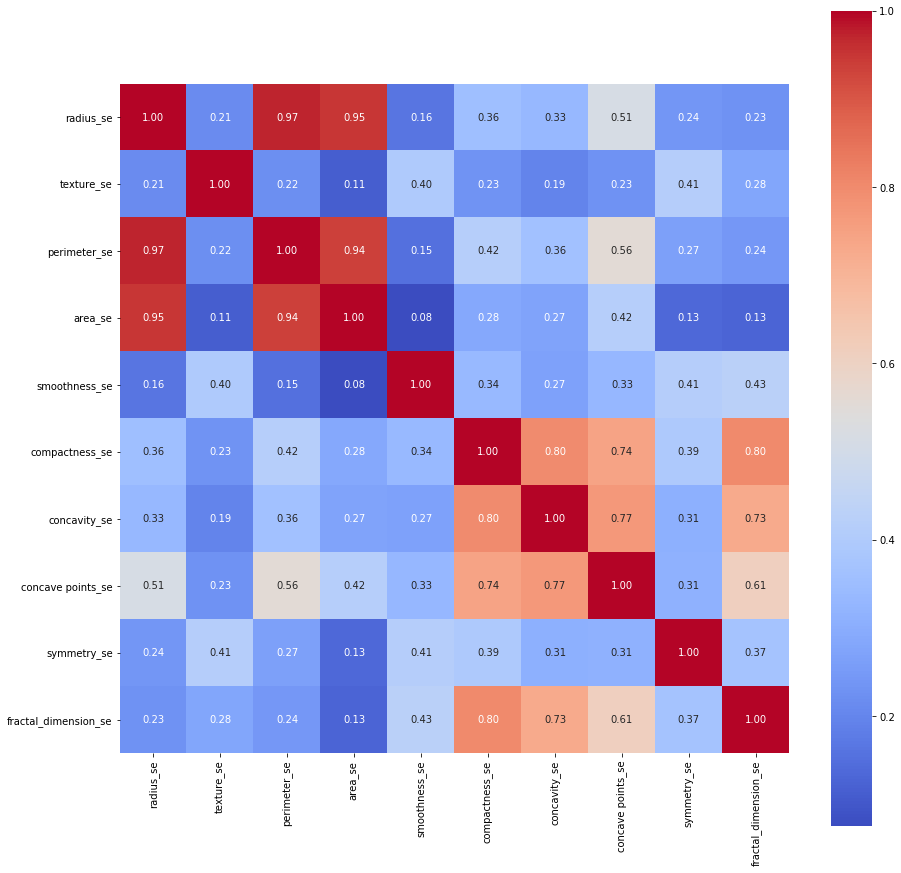 1.0
radius_se 1.00 0.21 0.97 0.95 0.16 0.36 0.33 0.51 0.24 0.23
texture_se 0.21 1.00 0.22 0.11 0.40 0.23 0.19 0.23 0.41 0.28
0.8
perimeter_se 0.97 0.22 1.00 0.94 0.15 0.42 0.36 0.56 0.27 0.24
area_se 0.95 0.11 0.94 1.00 0.08 0.28 0.27 0.42 0.13 0.13
0.6
smoothness_se 0.16 0.40 0.15 0.08 1.00 0.34 0.27 0.33 0.41 0.43
compactness_se 0.36 0.23 0.42 0.28 0.34 1.00 0.80 0.74 0.39 0.80
concavity_se 0.33 0.19 0.36 0.27 0.27 0.80 1.00 0.77 0.31 0.73
0.4
concave points_se 0.51 0.23 0.56 0.42 0.33 0.74 0.77 1.00 0.31 0.61
symmetry_se 0.24 0.41 0.27 0.13 0.41 0.39 0.31 0.31 1.00 0.37
0.2
fractal_dimension_se 0.23 0.28 0.24 0.13 0.43 0.80 0.73 0.61 0.37 1.00
radius_se
texture_se
perimeter_se
area_se
smoothness_se
compactness_se
concavity_se
concave points_se
symmetry_se
fractal_dimension_se